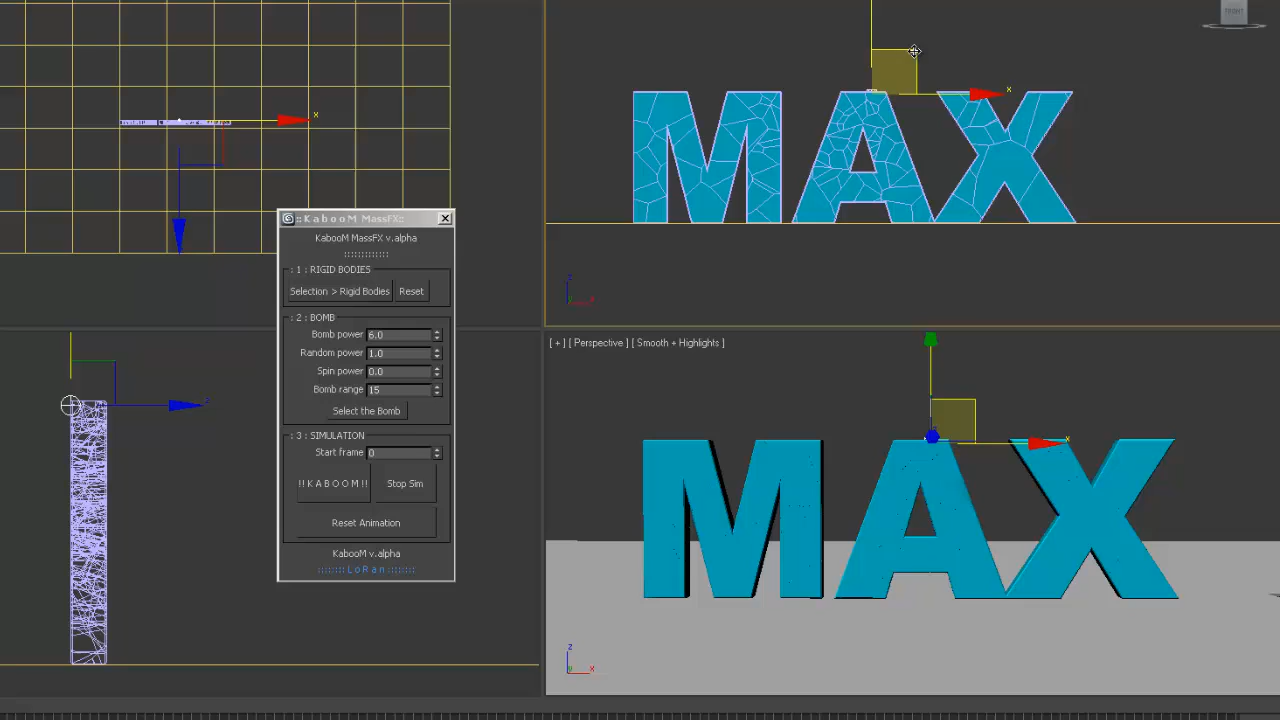 FRONT
x
x
MAX
::K a b o o M MassFX::
KabooM MassFX v.alpha
:::::::::::::
: 1 : RIGID BODIES
Selection > Rigid Bodies Reset
: 2 : BOMB
Bomb power 6.0
Random power 1.0
Spin power 0.0
Bomb range 15
Select the Bomb
: 3 : SIMULATION
Start frame 0
!! K A B O O M !! Stop Sim
Reset Animation
KabooM v.alpha
::::::: L o R a n ::::::::
z
x
[ + ] [ Perspective ] [ Smooth + Highlights ]
x
MAX
z
y x